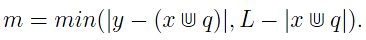 m = min(|y − (x ⋓ q)|, L − |x ⋓ q|).